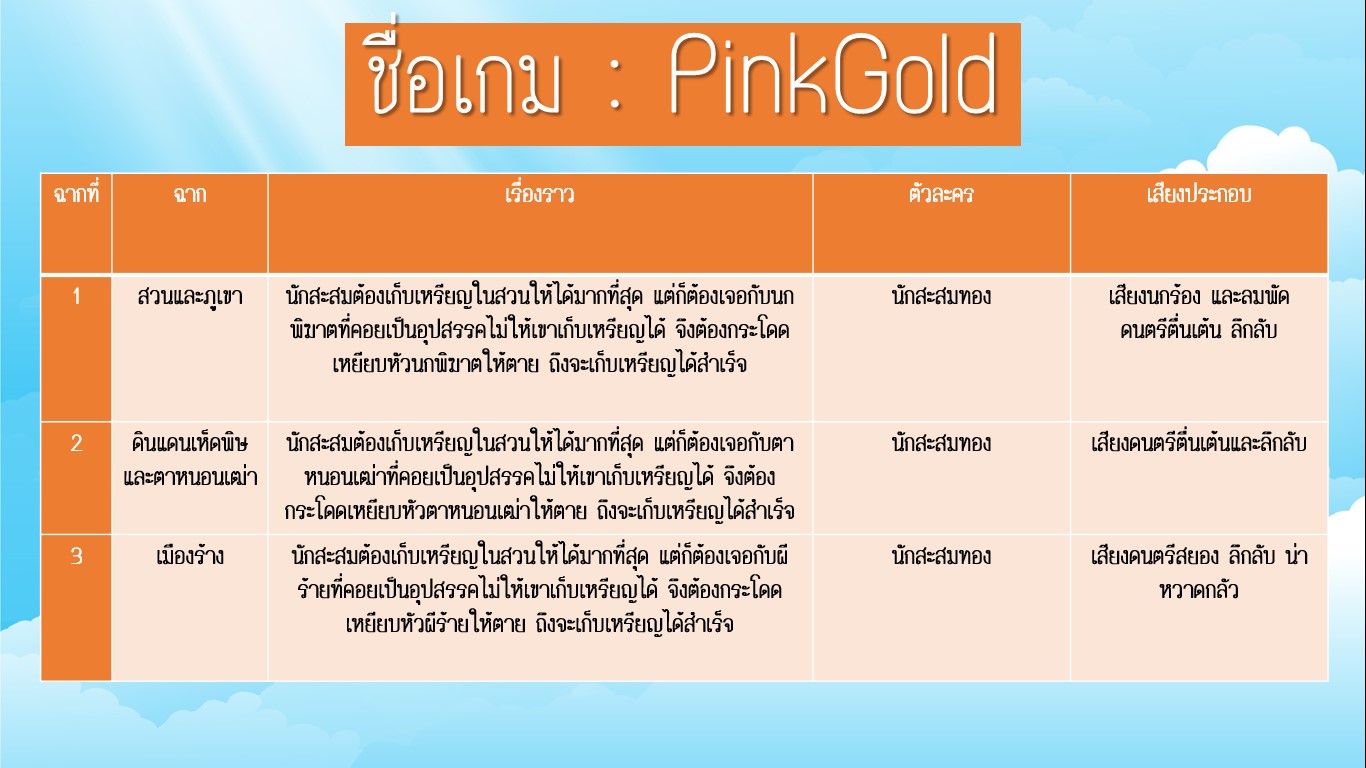 ชื่อเกม : PinkGold
ฉากที่ ฉาก เรื่องราว ตัวละคร เสียงประกอบ
1 สวนและภูเขา นักสะสมต้องเก็บเหรียญในสวนให้ได้มากที่สุด แต่ก็ต้องเจอกับนก นักสะสมทอง เสียงนกร้อง และลมพัด
พิฆาตที่คอยเป็นอุปสรรคไม่ให้เขาเก็บเหรียญได้ จึงต้องกระโดด ดนตรีตื่นเต้น ลึกลับ
เหยียบหัวนกพิฆาตให้ตาย ถึงจะเก็บเหรียญได้สำเร็จ
2 ดินแดนเห็ดพิษ นักสะสมต้องเก็บเหรียญในสวนให้ได้มากที่สุด แต่ก็ต้องเจอกับตา นักสะสมทอง เสียงดนตรีตื่นเต้นและลึกลับ
และตาหนอนเฒ่า หนอนเฒ่าที่คอยเป็นอุปสรรคไม่ให้เขาเก็บเหรียญได้ จึงต้อง
กระโดดเหยียบหัวตาหนอนเฒ่าให้ตาย ถึงจะเก็บเหรียญได้สำเร็จ
3 เมืองร้าง นักสะสมต้องเก็บเหรียญในสวนให้ได้มากที่สุด แต่ก็ต้องเจอกับผี นักสะสมทอง เสียงดนตรีสยอง ลึกลับ น่า
ร้ายที่คอยเป็นอุปสรรคไม่ให้เขาเก็บเหรียญได้ จึงต้องกระโดด หวาดกลัว
เหยียบหัวผีร้ายให้ตาย ถึงจะเก็บเหรียญได้สำเร็จ